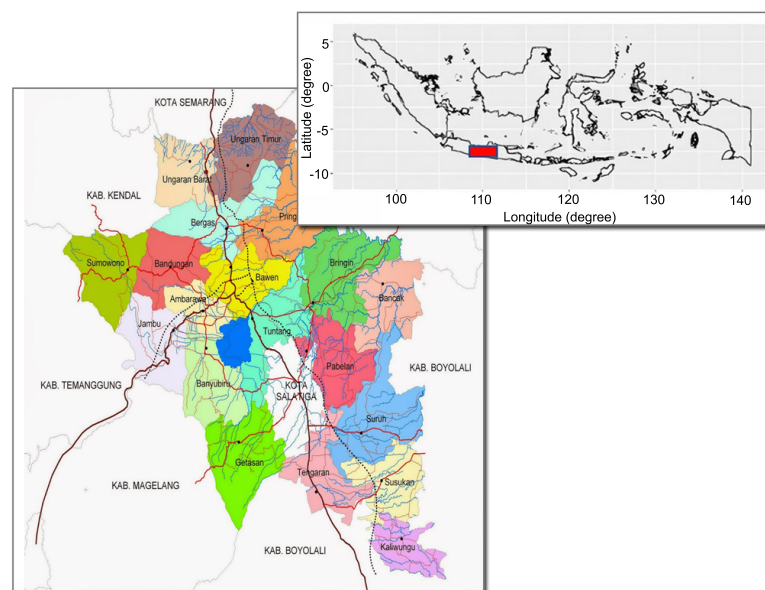 5
0
-5
-10
Latitude (degree)
100
110
120
130
140
Longitude (degree)
KOTA SEMARANG
Ungaran Timur
Ungaran Barat
KAB. KENDAL
Bergas
Pring
Sumowono
Bandungan
Bawen
Bringin
Ambarawa
Bancak
Jambu
Tuntang
Pabelan
KAB. BOYOLALI
KAB. TEMANGGUNG
Banyubiru
KOTA
SALATIGA
Suruh
Getasan
Tengaran
Susukan
KAB. MAGELANG
Kaliwungu
KAB. BOYOLALI